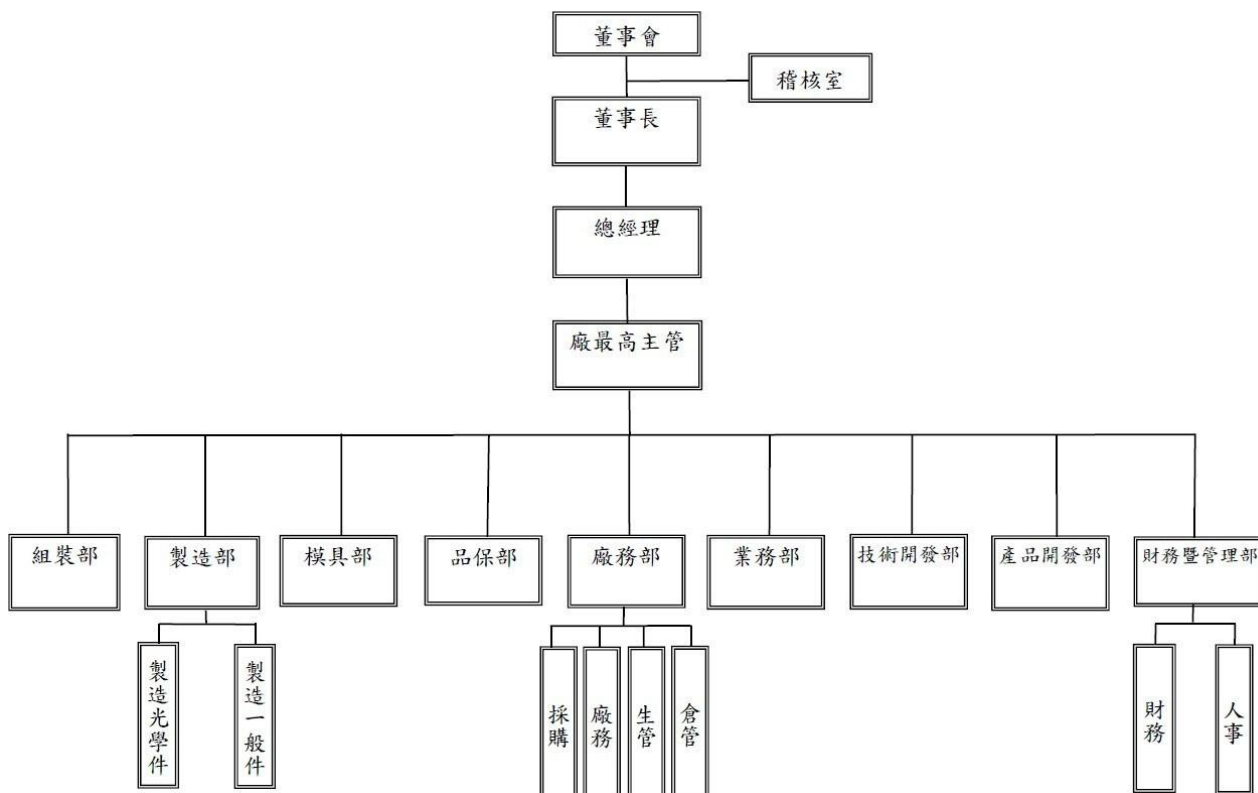 董事會
稽核室
董事長
總經理
廠最高主管
組裝部
製造部
模具部
品保部
廠務部
業務部
技術開發部
產品開發部
財務暨管理部
製造光學件
製造一般件
採購
廠務
生管
倉管
財務
人事